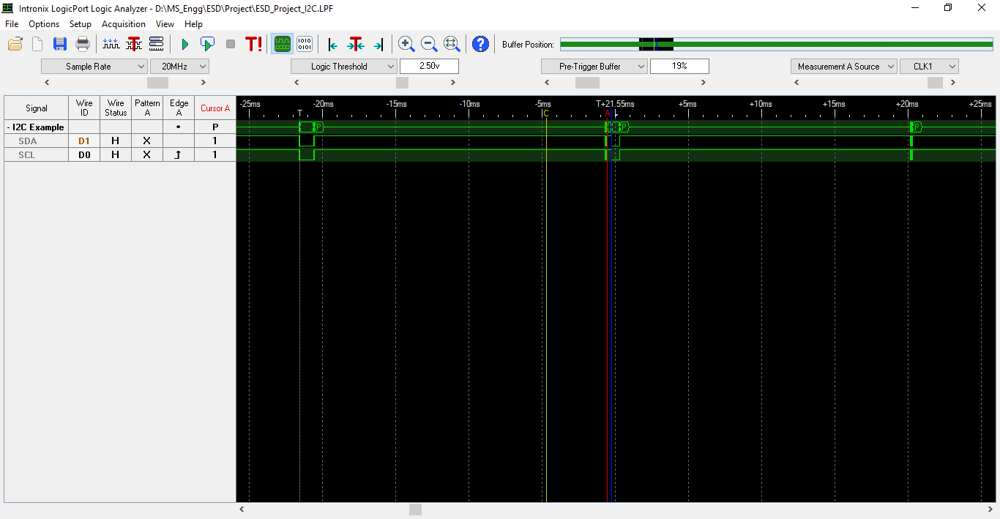 Intronix LogicPort Logic Analyzer - D:\MS_Engg\ESD\Project\ESD_Project_I2C.LPF
File Options Setup Acquisition View Help
T! 1010 0101 ? Buffer Position:
Sample Rate 20MHz Logic Threshold 2.50v Pre-Trigger Buffer 19% Measurement A Source CLK1
Signal Wire ID Wire Status Pattern A Edge A Cursor A
-25ms -20ms -15ms -10ms -5ms T+21.55ms +5ms +10ms +15ms +20ms +25ms
T C A
- I2C Example P P P P
SDA D1 H X 1
SCL D0 H X 1